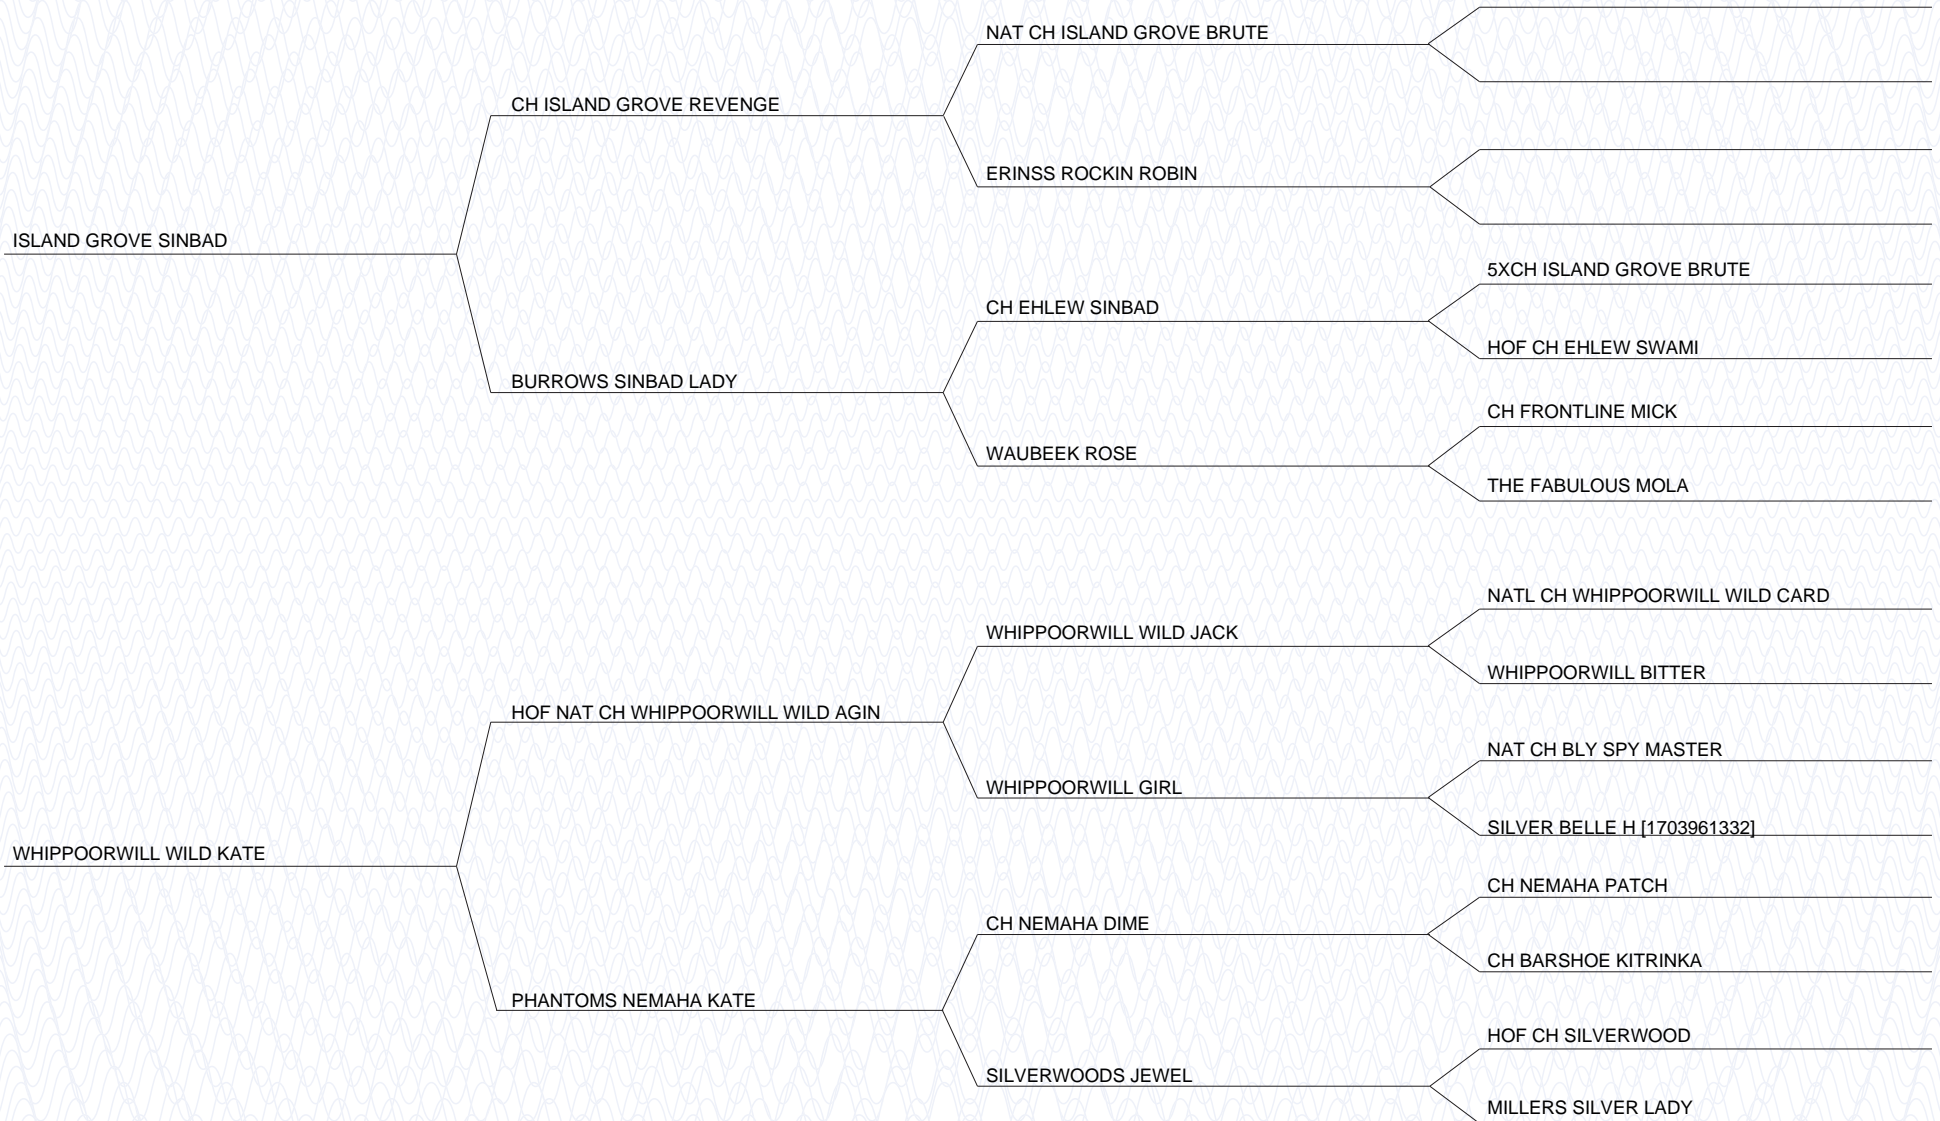 NAT CH ISLAND GROVE BRUTE
CH ISLAND GROVE REVENGE
ERINSS ROCKIN ROBIN
ISLAND GROVE SINBAD
5XCH ISLAND GROVE BRUTE
CH EHLEW SINBAD
HOF CH EHLEW SWAMI
BURROWS SINBAD LADY
CH FRONTLINE MICK
WAUBEEK ROSE
THE FABULOUS MOLA
NATL CH WHIPPOORWILL WILD CARD
WHIPPOORWILL WILD JACK
WHIPPOORWILL BITTER
HOF NAT CH WHIPPOORWILL WILD AGIN
NAT CH BLY SPY MASTER
WHIPPOORWILL GIRL
SILVER BELLE H [1703961332]
WHIPPOORWILL WILD KATE
CH NEMAHA PATCH
CH NEMAHA DIME
CH BARSHOE KITRINKA
PHANTOMS NEMAHA KATE
HOF CH SILVERWOOD
SILVERWOODS JEWEL
MILLERS SILVER LADY